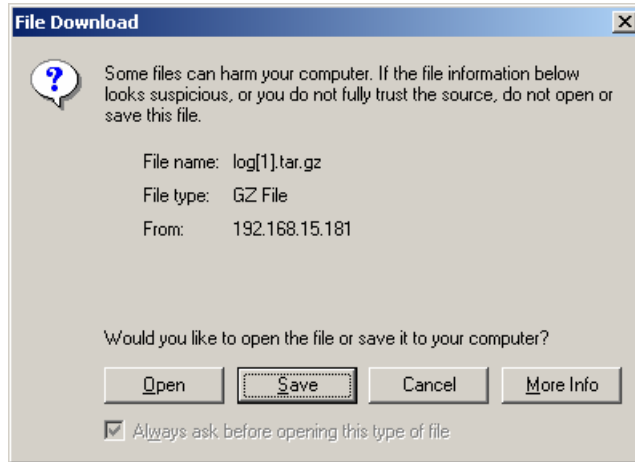 File Download
Some files can harm your computer. If the file information below
looks suspicious, or you do not fully trust the source, do not open or
save this file.
File name: log[1].tar.gz
File type: GZ File
From: 192.168.15.181
Would you like to open the file or save it to your computer?
Open Save Cancel More Info
Always ask before opening this type of file